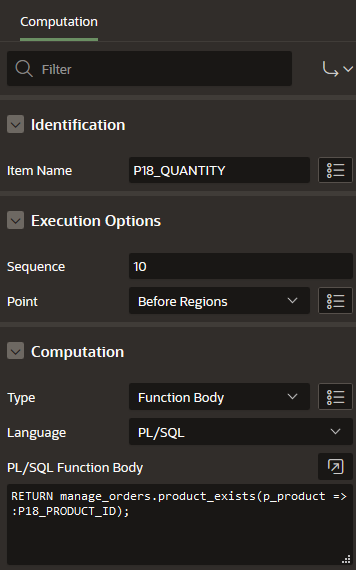 Computation
Filter
Identification
Item Name P18_QUANTITY
Execution Options
Sequence 10
Point Before Regions
Computation
Type Function Body
Language PL/SQL
PL/SQL Function Body
RETURN manage_orders.product_exists(p_product =>
:P18_PRODUCT_ID);